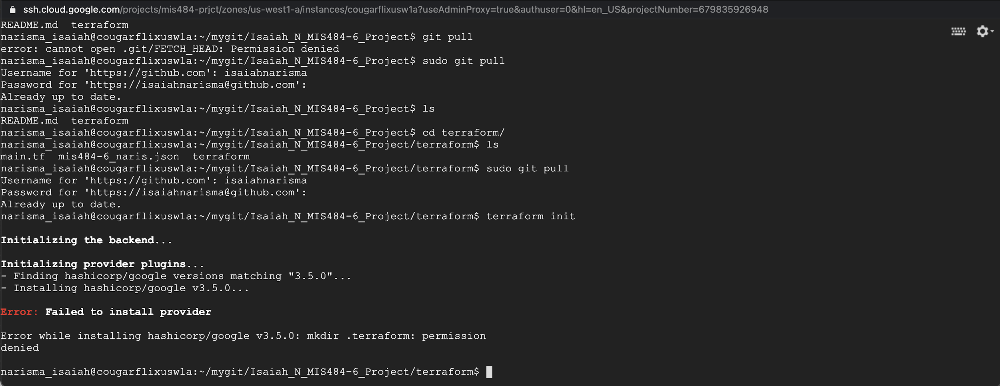 ssh.cloud.google.com/projects/mis484-prjct/zones/us-west1-a/instances/cougarflixusw1a?useAdminProxy=true&authuser=0&hl=en_US&projectNumber=679835926948
README.md  terraform
narisma_isaiah@cougarflixusw1a:~/mygit/Isaiah_N_MIS484-6_Project$ git pull
error: cannot open .git/FETCH_HEAD: Permission denied
narisma_isaiah@cougarflixusw1a:~/mygit/Isaiah_N_MIS484-6_Project$ sudo git pull
Username for 'https://github.com': isaiahnarisma
Password for 'https://isaiahnarisma@github.com':
Already up to date.
narisma_isaiah@cougarflixusw1a:~/mygit/Isaiah_N_MIS484-6_Project$ ls
README.md  terraform
narisma_isaiah@cougarflixusw1a:~/mygit/Isaiah_N_MIS484-6_Project$ cd terraform/
narisma_isaiah@cougarflixusw1a:~/mygit/Isaiah_N_MIS484-6_Project/terraform$ ls
main.tf  mis484-6_naris.json  terraform
narisma_isaiah@cougarflixusw1a:~/mygit/Isaiah_N_MIS484-6_Project/terraform$ sudo git pull
Username for 'https://github.com': isaiahnarisma
Password for 'https://isaiahnarisma@github.com':
Already up to date.
narisma_isaiah@cougarflixusw1a:~/mygit/Isaiah_N_MIS484-6_Project/terraform$ terraform init
Initializing the backend...
Initializing provider plugins...
- Finding hashicorp/google versions matching "3.5.0"...
- Installing hashicorp/google v3.5.0...
Error: Failed to install provider
Error while installing hashicorp/google v3.5.0: mkdir .terraform: permission
denied
narisma_isaiah@cougarflixusw1a:~/mygit/Isaiah_N_MIS484-6_Project/terraform$